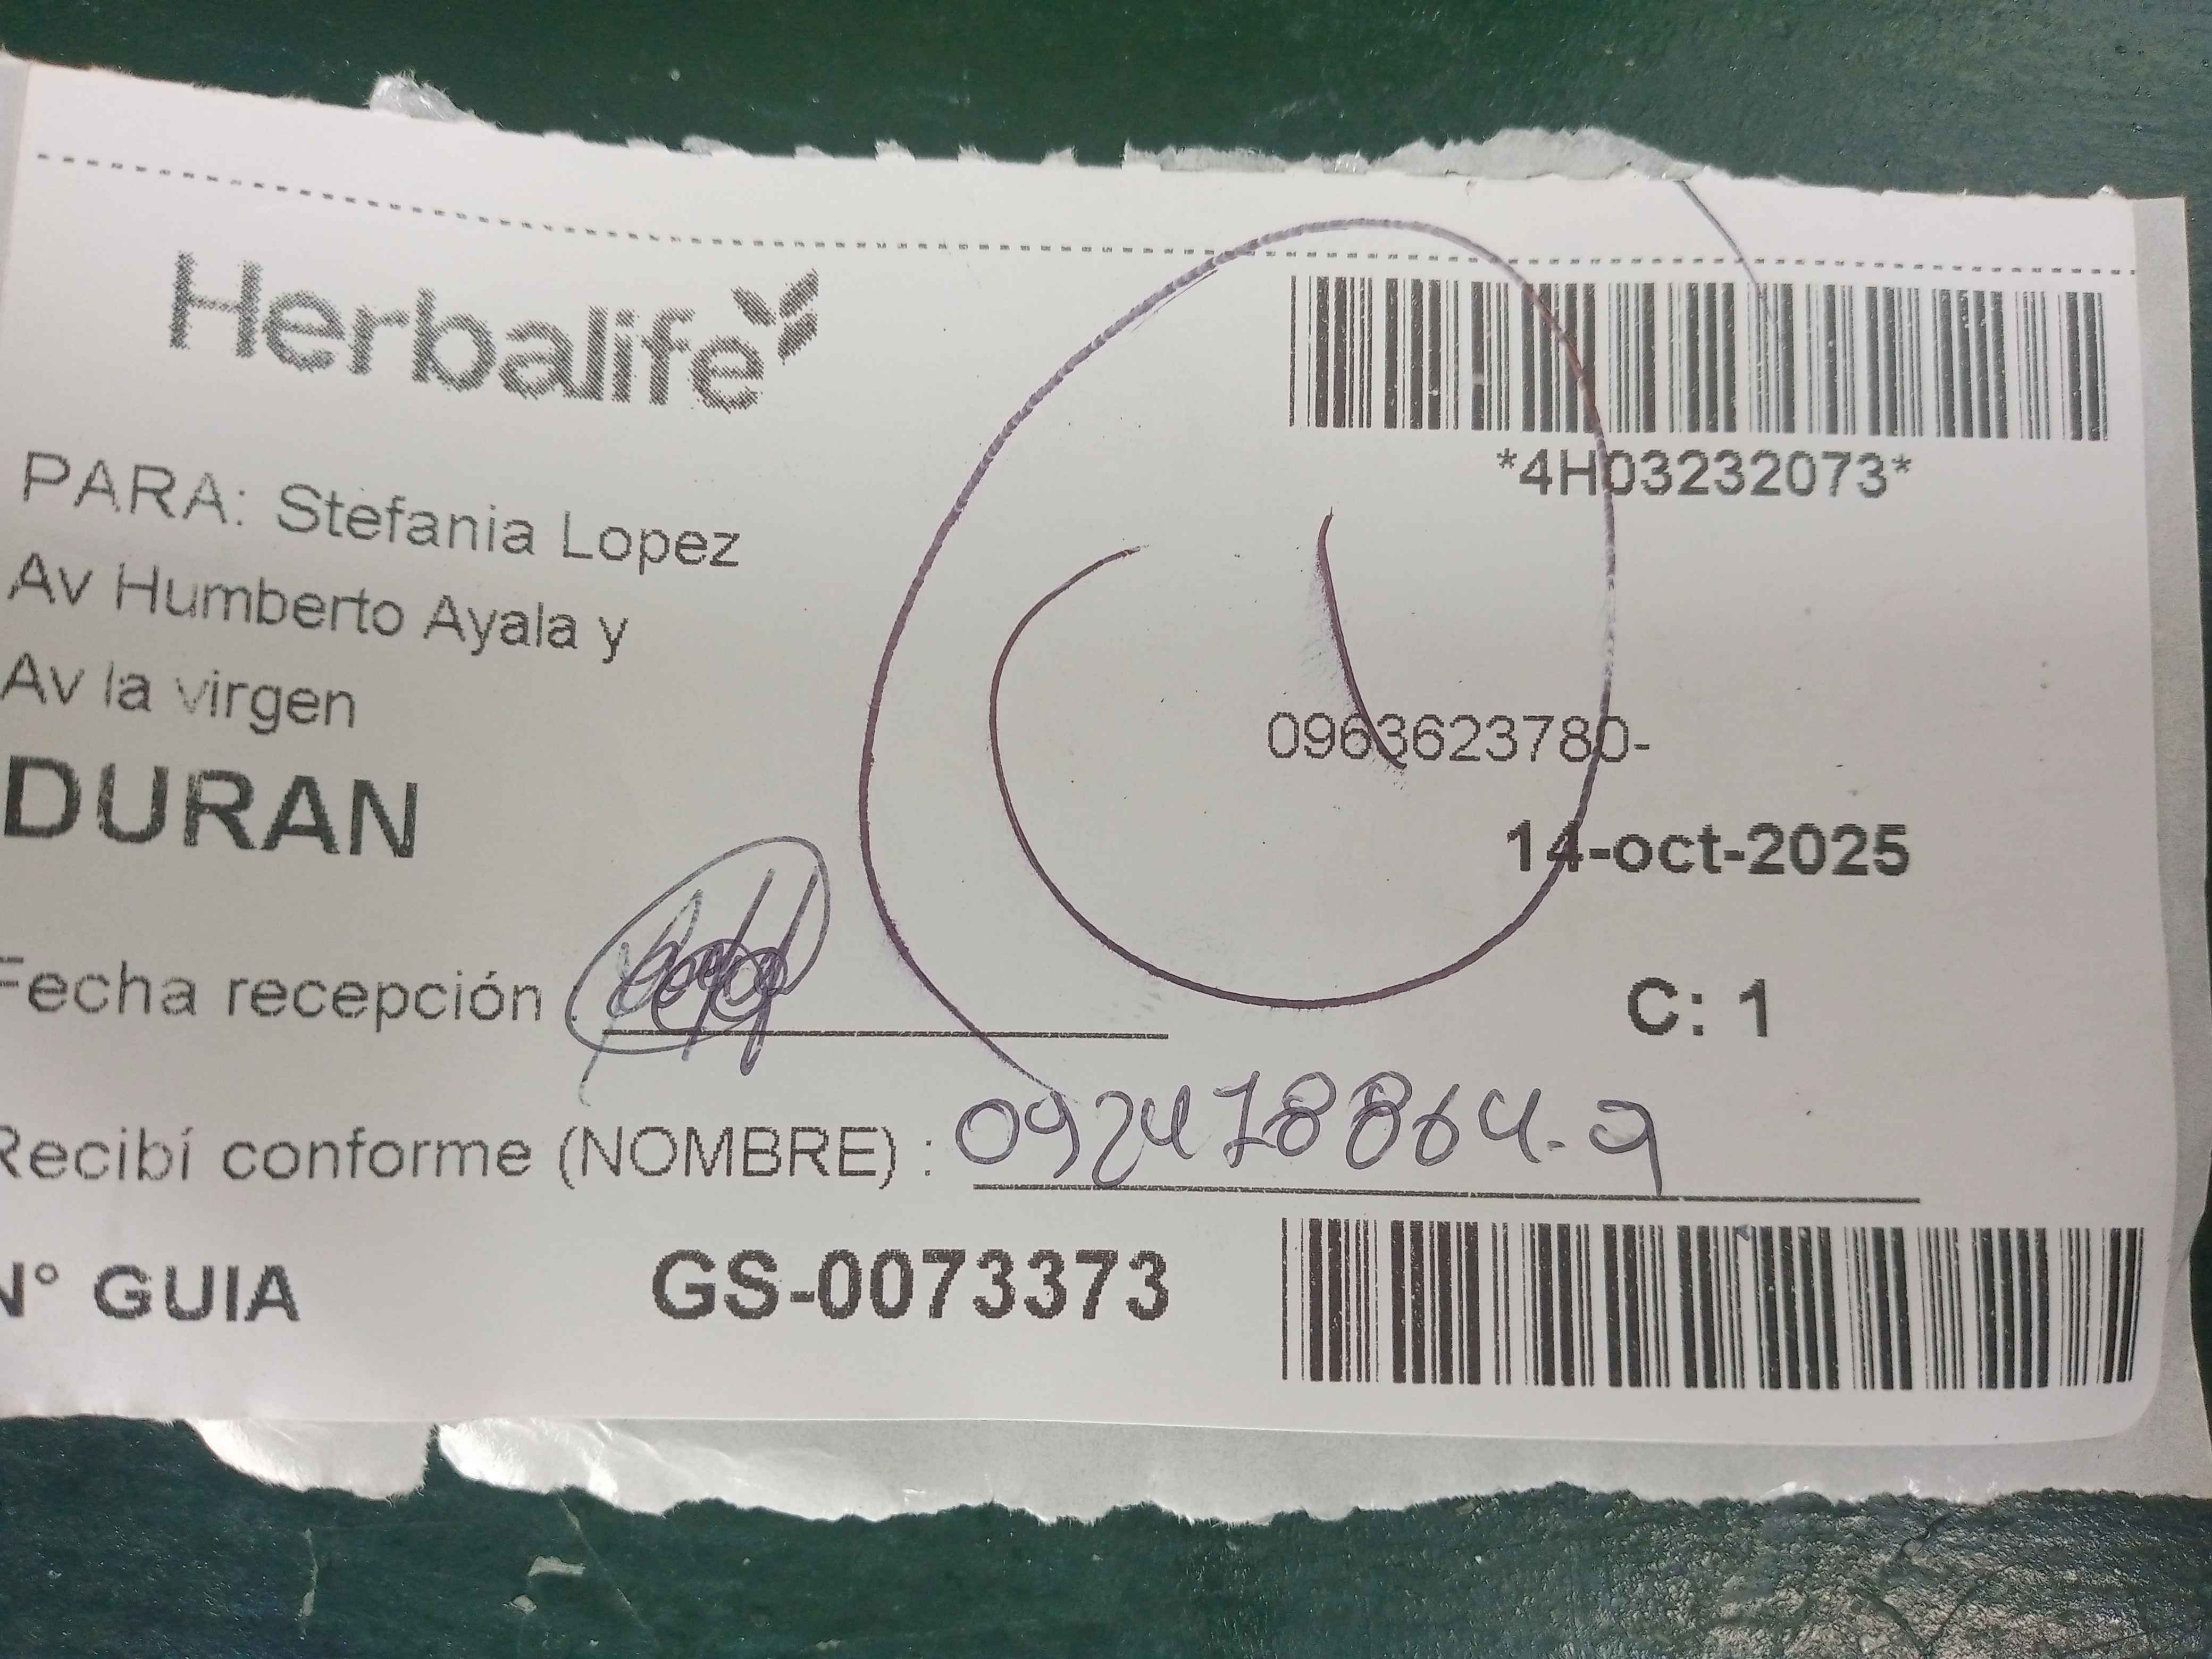 Herbalife
*4H03232073*
PARA: Stefania Lopez
Av Humberto Ayala y
Av la virgen
0963623780-
DURAN
14-oct-2025
Fecha recepción
C: 1
Recibí conforme (NOMBRE) : 092478864-9
N° GUIA GS-0073373